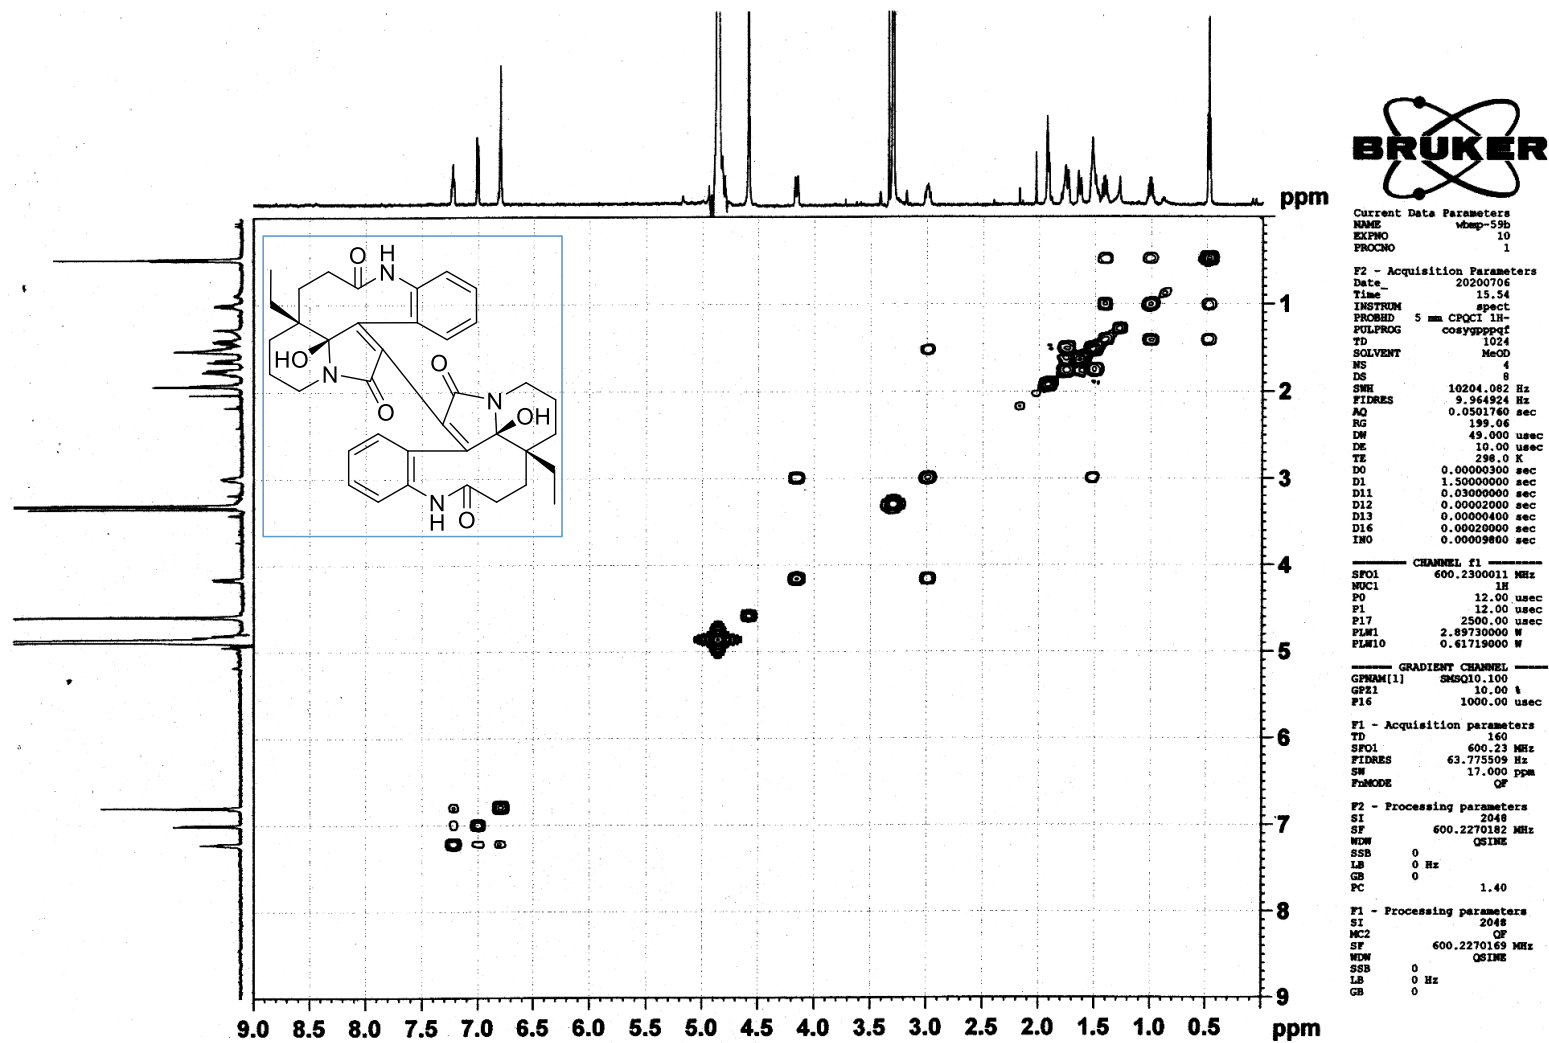 ppm
BRUKER
Current Data Parameters
NAME wbmp-59b
EXPNO 10
PROCNO 1
F2 - Acquisition Parameters
Date_ 20200706
Time 15.54
INSTRUM spect
PROBHD 5 mm CPQCI 1H-
PULPROG cosygpppqf
TD 1024
SOLVENT MeOD
NS 4
DS 8
SWH 10204.082 Hz
FIDRES 9.964924 Hz
AQ 0.0501760 sec
RG 199.06
DW 49.000 usec
DE 10.00 usec
TE 298.0 K
D0 0.00000300 sec
D1 1.50000000 sec
D11 0.03000000 sec
D12 0.00002000 sec
D13 0.00000400 sec
D16 0.00020000 sec
IN0 0.00009800 sec
CHANNEL f1
SFO1 600.2300011 MHz
NUC1 1H
P0 12.00 usec
P1 12.00 usec
P17 2500.00 usec
PLW1 2.89730000 W
PLW10 0.61719000 W
GRADIENT CHANNEL
GPNAM[1] SMSQ10.100
GPZ1 10.00 %
P16 1000.00 usec
F1 - Acquisition parameters
TD 160
SFO1 600.23 MHz
FIDRES 63.775509 Hz
SW 17.000 ppm
FnMODE QF
F2 - Processing parameters
SI 2048
SF 600.2270182 MHz
WDW QSINE
SSB 0
LB 0 Hz
GB 0
PC 1.40
F1 - Processing parameters
SI 2048
MC2 QF
SF 600.2270169 MHz
WDW QSINE
SSB 0
LB 0 Hz
GB 0
O
H
N
HO
N
O
O
N
OH
N
H
O
1
2
3
4
5
6
7
8
9
9.0 8.5 8.0 7.5 7.0 6.5 6.0 5.5 5.0 4.5 4.0 3.5 3.0 2.5 2.0 1.5 1.0 0.5 ppm